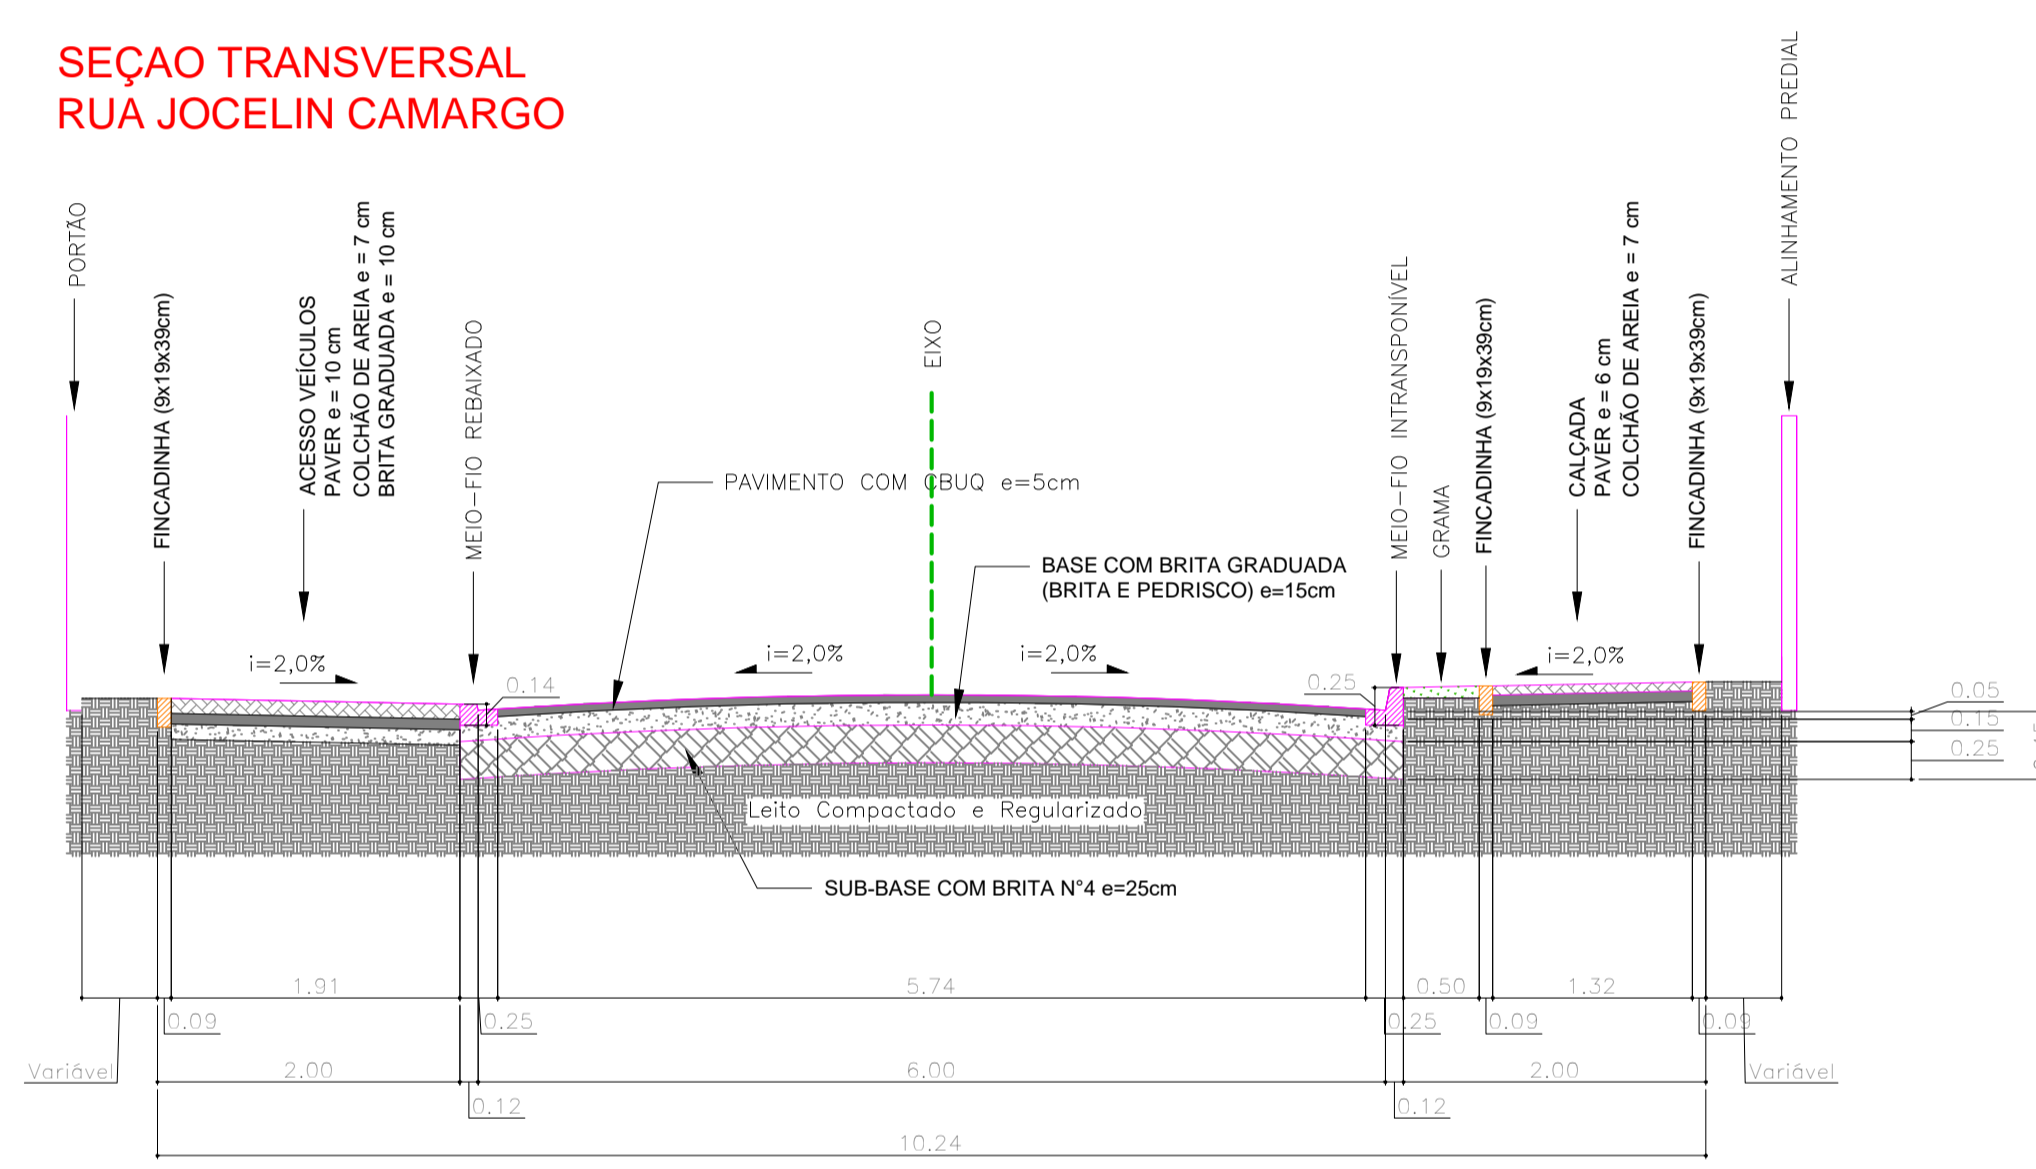 SEÇAO TRANSVERSAL
RUA JOCELIN CAMARGO
PORTÃO
FINCADINHA (9x19x39cm)
ACESSO VEÍCULOS
PAVER e = 10 cm
COLCHÃO DE AREIA e = 7 cm
BRITA GRADUADA e = 10 cm
MEIO-FIO REBAIXADO
EIXO
MEIO-FIO INTRANSPONÍVEL
GRAMA
FINCADINHA (9x19x39cm)
CALÇADA
PAVER e = 6 cm
COLCHÃO DE AREIA e = 7 cm
FINCADINHA (9x19x39cm)
ALINHAMENTO PREDIAL
PAVIMENTO COM CBUQ e=5cm
BASE COM BRITA GRADUADA
(BRITA E PEDRISCO) e=15cm
i=2,0%
i=2,0%
i=2,0%
i=2,0%
0.14
0.25
0.05
0.15
0.25
Leito Compactado e Regularizado
SUB-BASE COM BRITA N°4 e=25cm
1.91
5.74
0.50
1.32
0.09
0.25
0.25
0.09
0.09
Variável
2.00
6.00
2.00
Variável
0.12
0.12
10.24